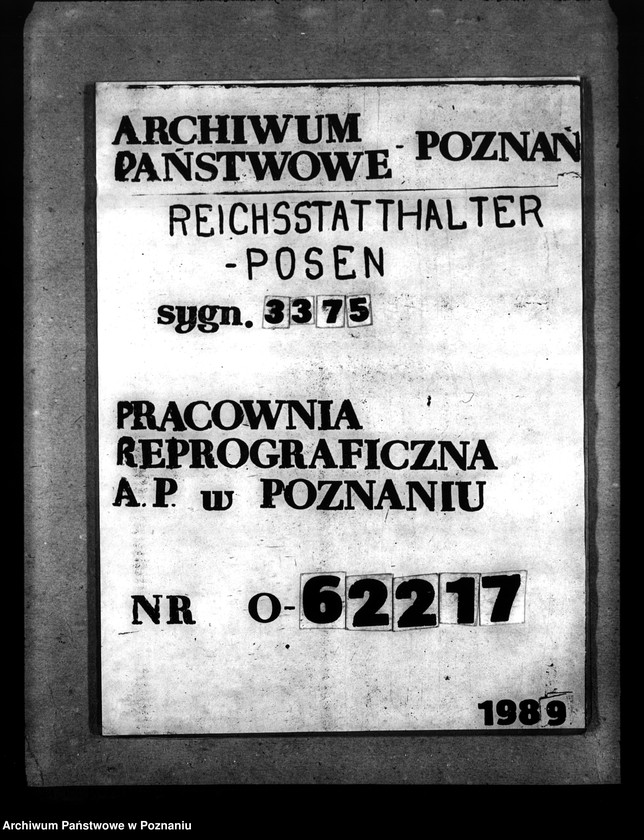 ARCHIWUM
PAŃSTWOWE - POZNAŃ
REICHSSTATTHALTER
-POSEN
sygn. 3375
PRACOWNIA
REPROGRAFICZNA
A.P. w POZNANIU
NR O-62217
1989
Archiwum Państwowe w Poznaniu